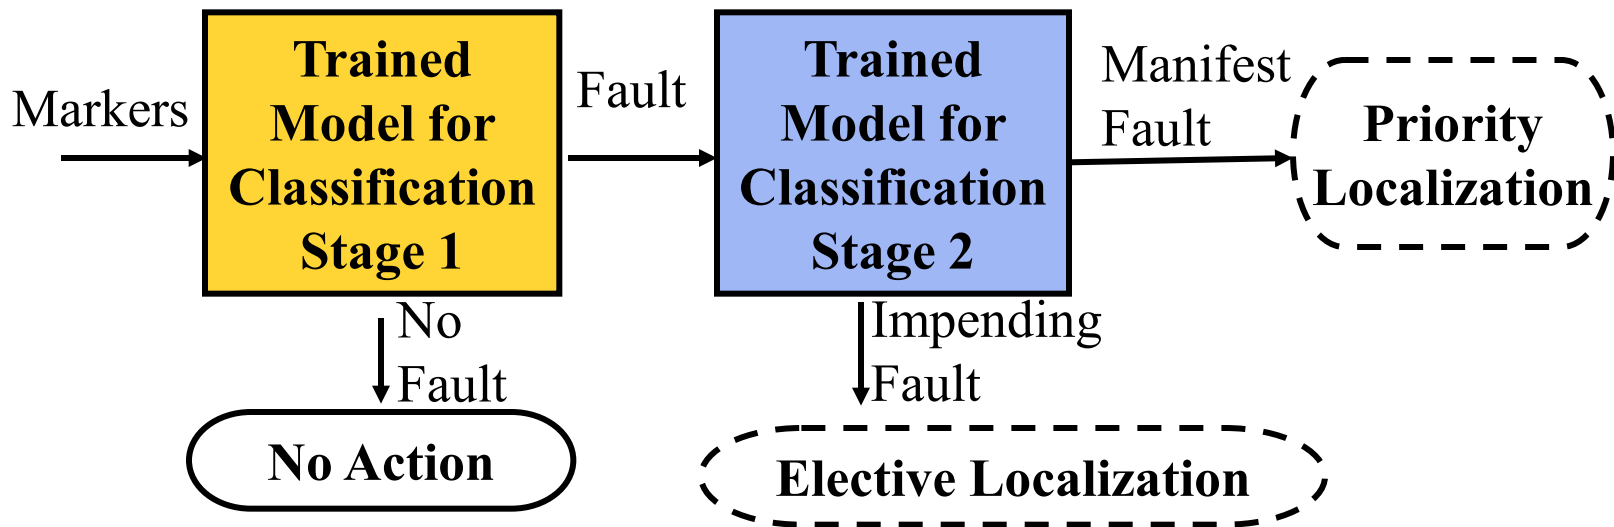 Markers
Trained
Model for
Classification
Stage 1
Fault
Trained
Model for
Classification
Stage 2
Manifest
Fault
Priority
Localization
No
Fault
No Action
Impending
Fault
Elective Localization